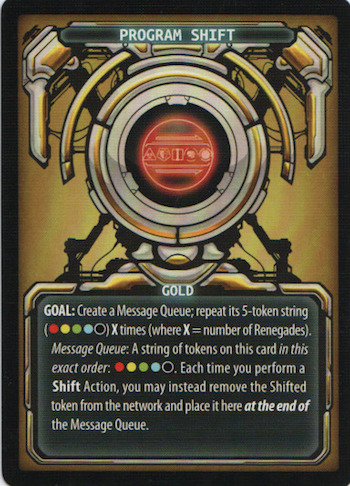 PROGRAM SHIFT
GOLD
GOAL: Create a Message Queue; repeat its 5-token string
() X times (where X = number of Renegades).
Message Queue: A string of tokens on this card in this
exact order: . Each time you perform a
Shift Action, you may instead remove the Shifted
token from the network and place it here at the end of
the Message Queue.